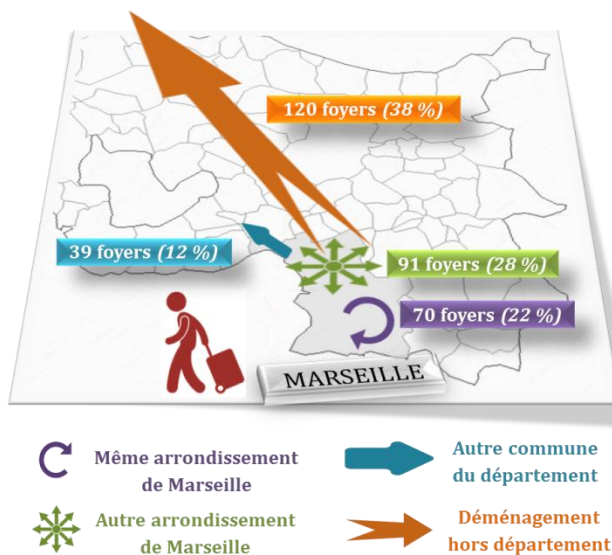 120 foyers (38 %)
39 foyers (12 %)
91 foyers (28 %)
70 foyers (22 %)
MARSEILLE
Même arrondissement
de Marseille
Autre commune
du département
Autre arrondissement
de Marseille
Déménagement
hors département